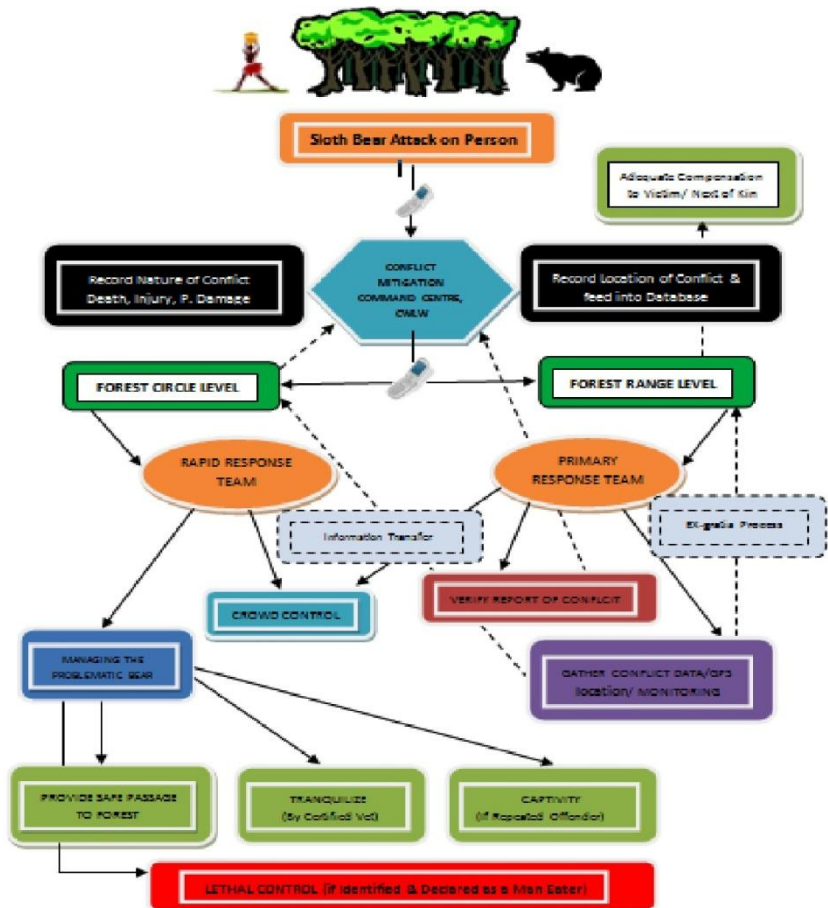 Sloth Bear Attack on Person
Adequate Compensation
to Victim/ Next of Kin
Record Nature of Conflict
Death, Injury, P. Damage
CONFLICT
MITIGATION
COMMAND CENTRE,
CWLW
Record Location of Conflict &
feed into Database
FOREST CIRCLE LEVEL
FOREST RANGE LEVEL
RAPID RESPONSE
TEAM
PRIMARY
RESPONSE TEAM
Information Transfer
EX-gratia Process
CROWD CONTROL
VERIFY REPORT OF CONFLCIT
MANAGING THE
PROBLEMATIC BEAR
GATHER CONFLICT DATA/GPS
location/ MONITORING
PROVIDE SAFE PASSAGE
TO FOREST
TRANQUILIZE
(By Certified Vet)
CAPTIVITY
(If Repeated Offender)
LETHAL CONTROL (if Identified & Declared as a Man Eater)